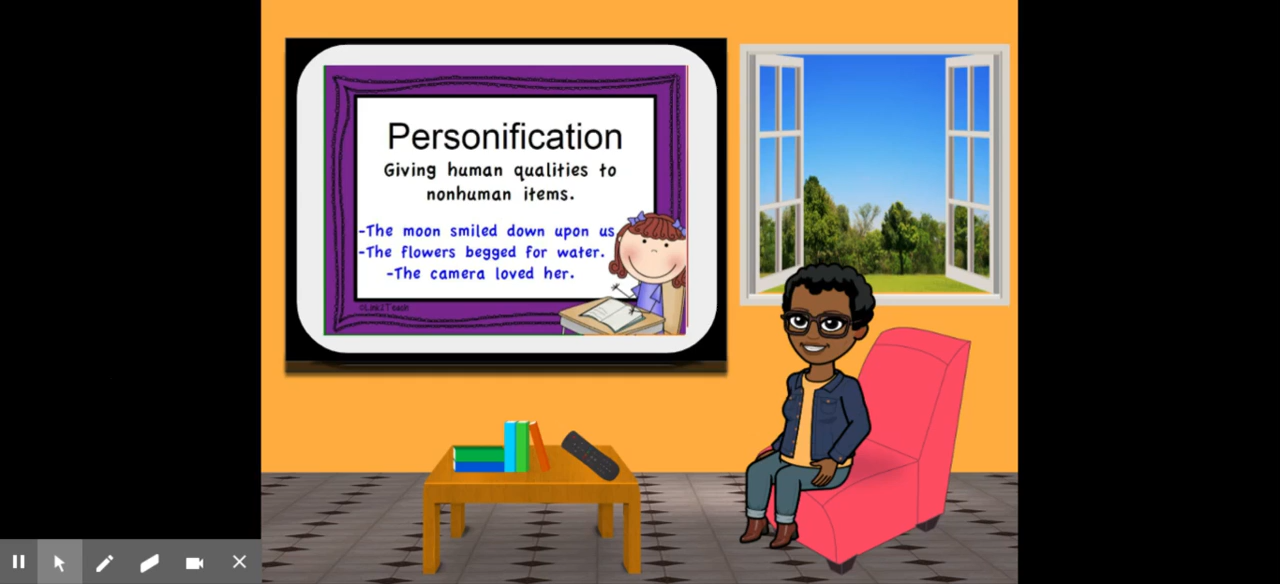 Personification
Giving human qualities to
nonhuman items.
-The moon smiled down upon us
-The flowers begged for water.
-The camera loved her.